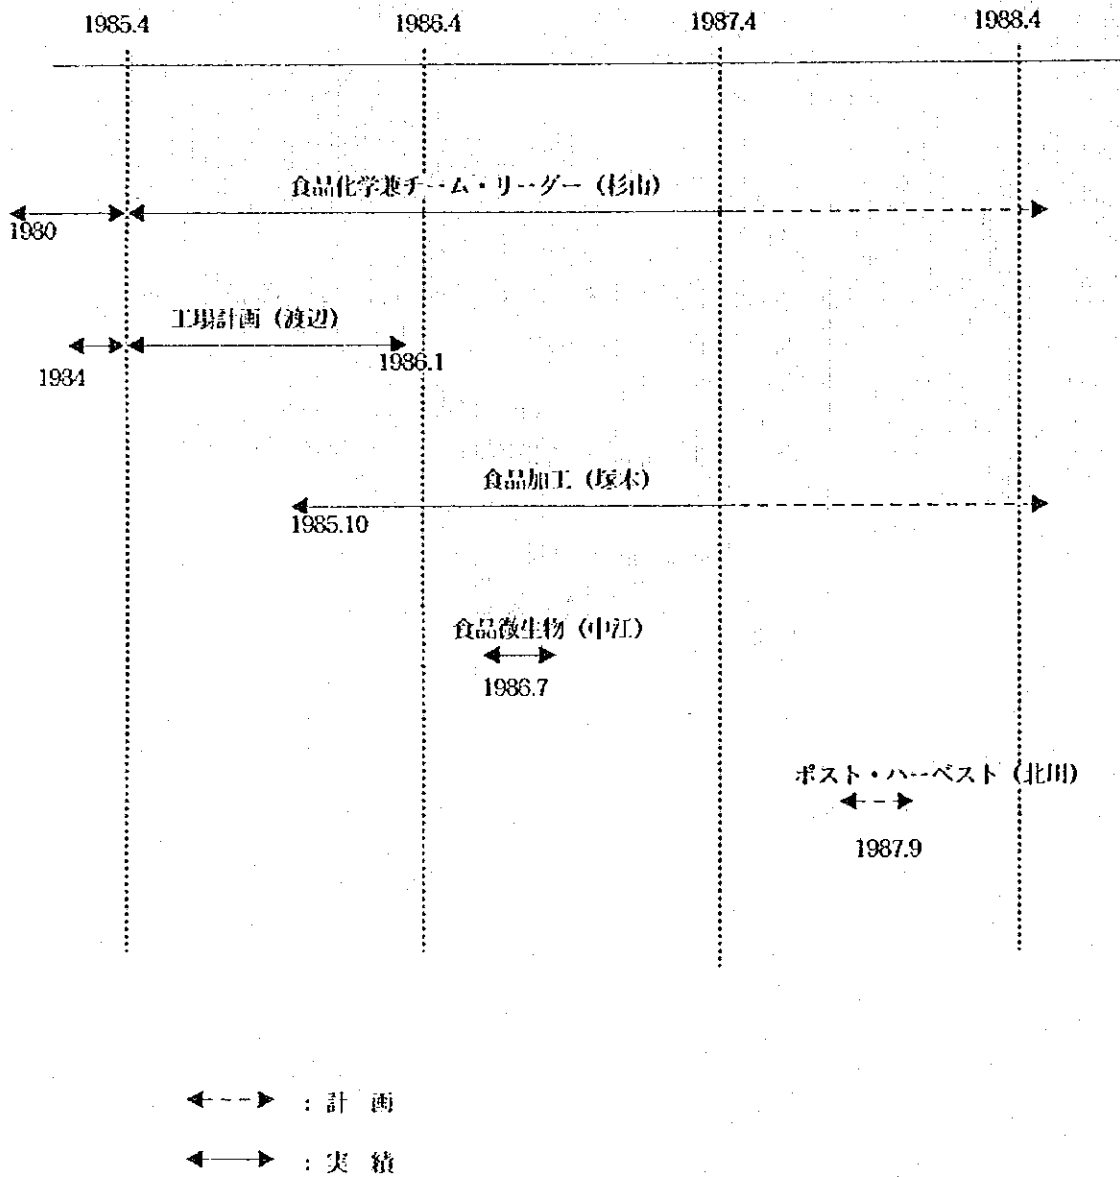 1985.4 1986.4 1987.4 1988.4
食品化学兼チーム・リーダー（杉山）
1980
工場計画（渡辺）
1984 1986.1
食品加工（塚本）
1985.10
食品微生物（中江）
1986.7
ポスト・ハーベスト（北川）
1987.9
：計 画
：実 績